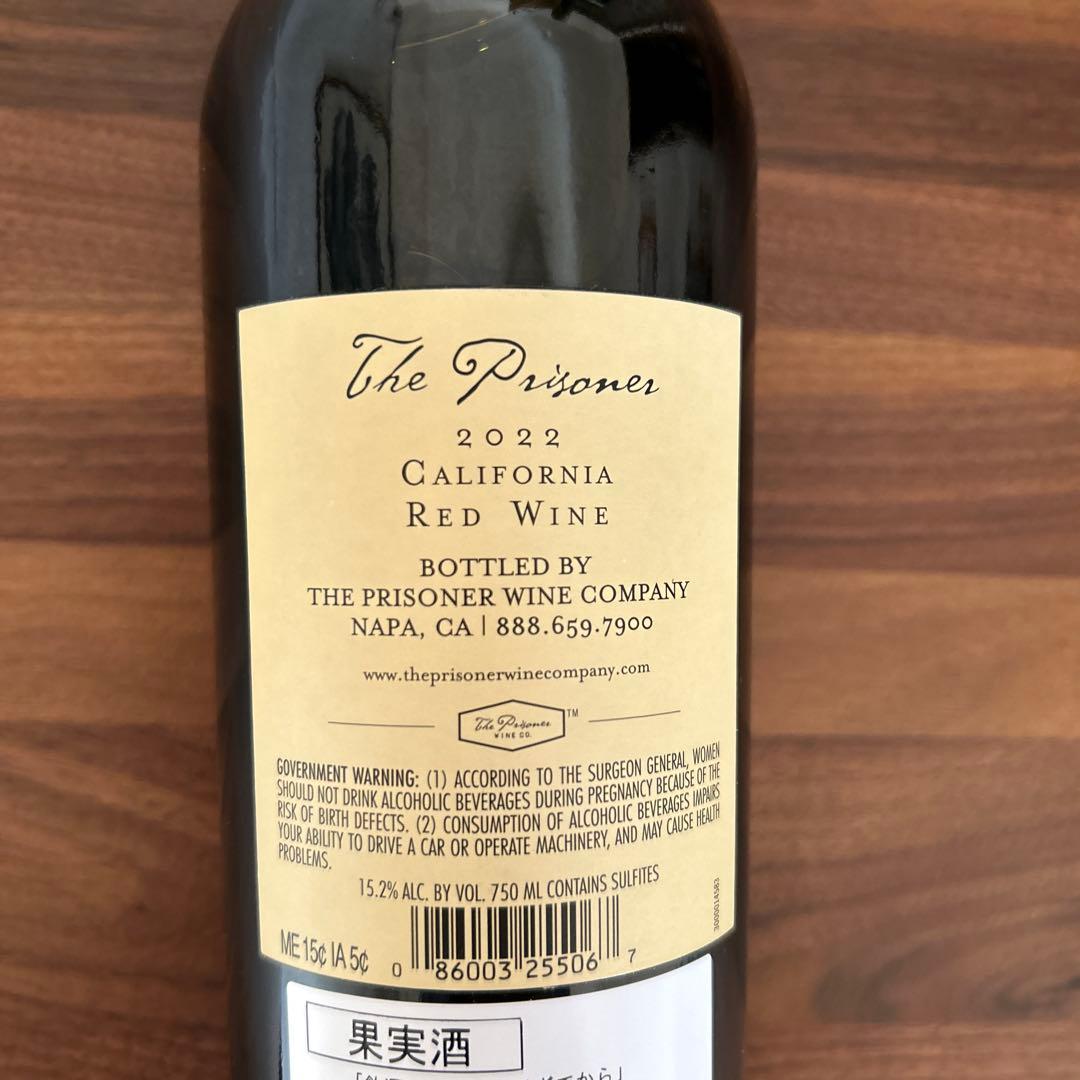 The Prisoner
2022
CALIFORNIA
RED WINE
BOTTLED BY
THE PRISONER WINE COMPANY
NAPA, CA | 888.659.7900
www.theprisonerwinecompany.com
The Prisoner TM
WINE CO.
GOVERNMENT WARNING: (1) ACCORDING TO THE SURGEON GENERAL, WOMEN
SHOULD NOT DRINK ALCOHOLIC BEVERAGES DURING PREGNANCY BECAUSE OF THE
RISK OF BIRTH DEFECTS. (2) CONSUMPTION OF ALCOHOLIC BEVERAGES IMPAIRS
YOUR ABILITY TO DRIVE A CAR OR OPERATE MACHINERY, AND MAY CAUSE HEALTH
PROBLEMS.
15.2% ALC. BY VOL. 750 ML CONTAINS SULFITES
3000014583
ME 15¢ IA 5¢
0 86003 25506 7
果実酒